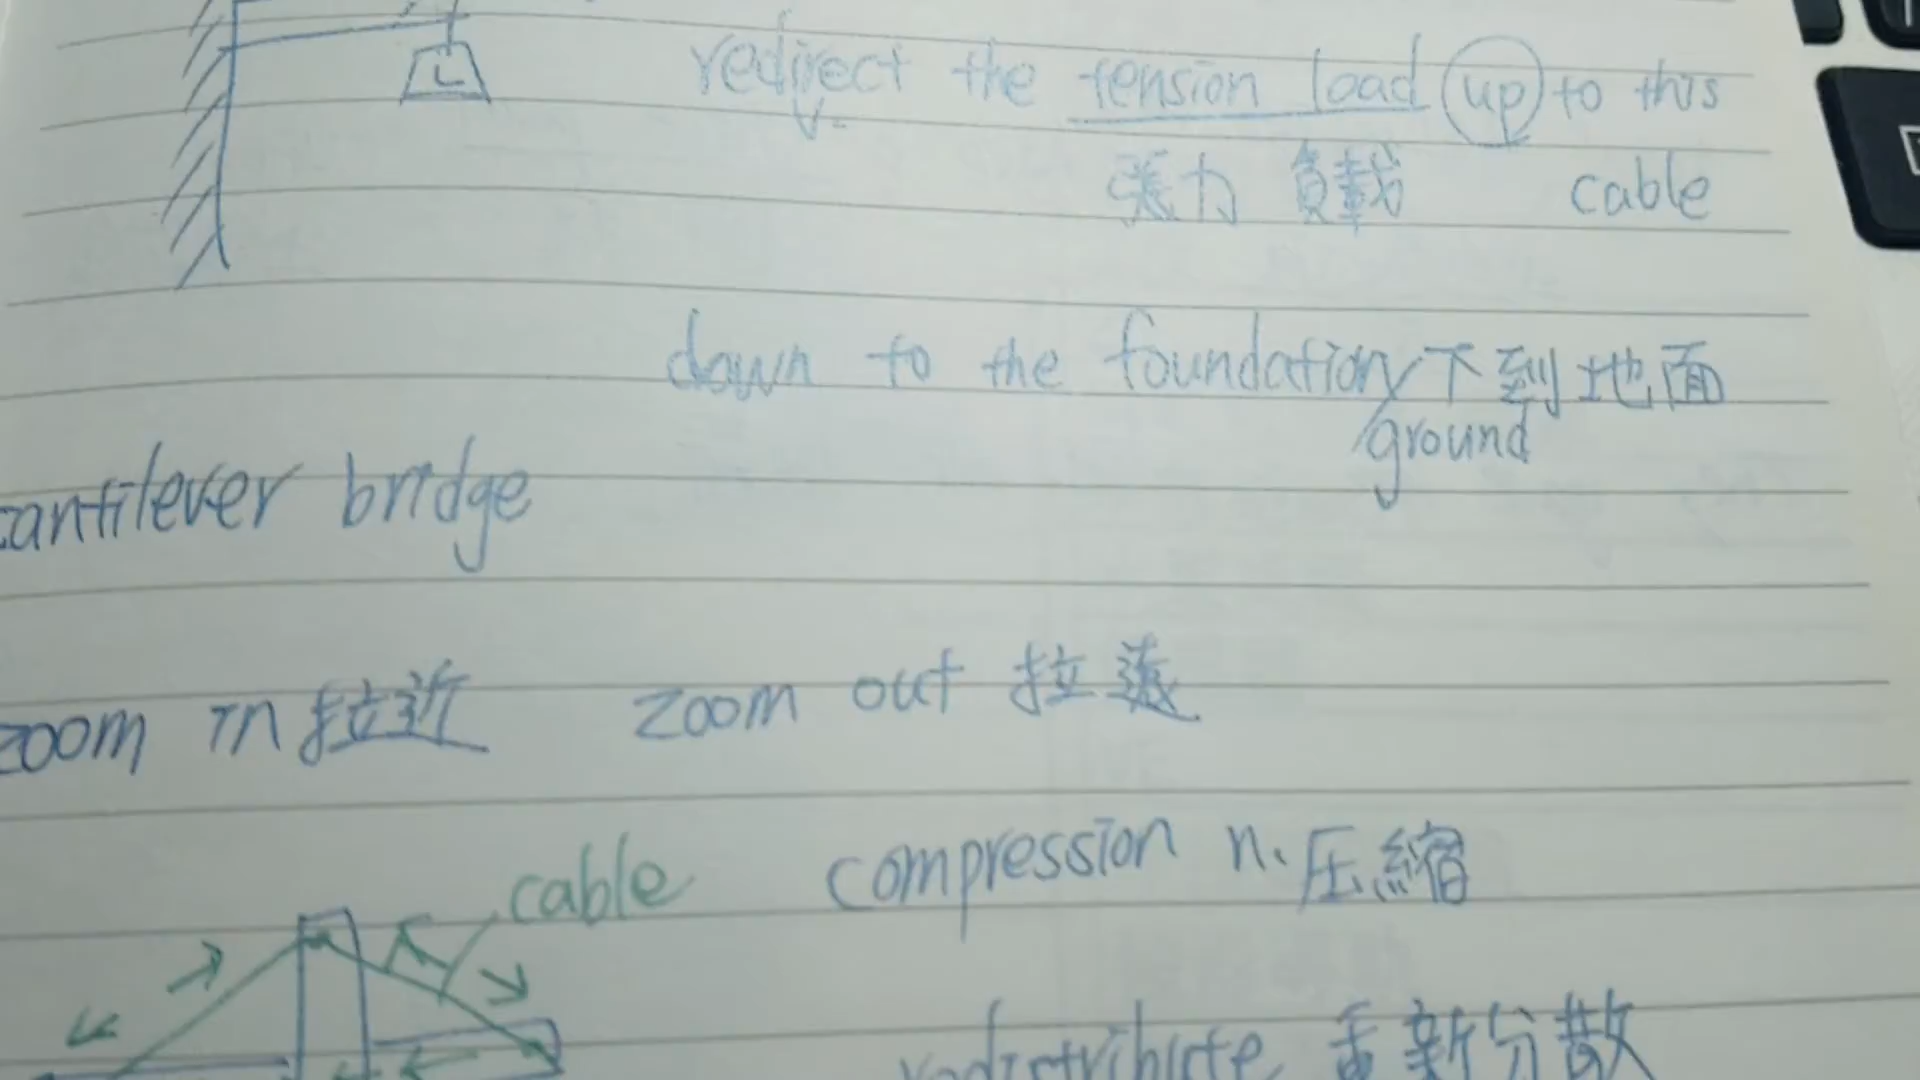 L
redirect the tension load up to this
張力 負載 cable
down to the foundation 下到地面
ground
cantilever bridge
zoom in 拉近 zoom out 拉遠
cable compression n. 压縮
redistribute 重新分散